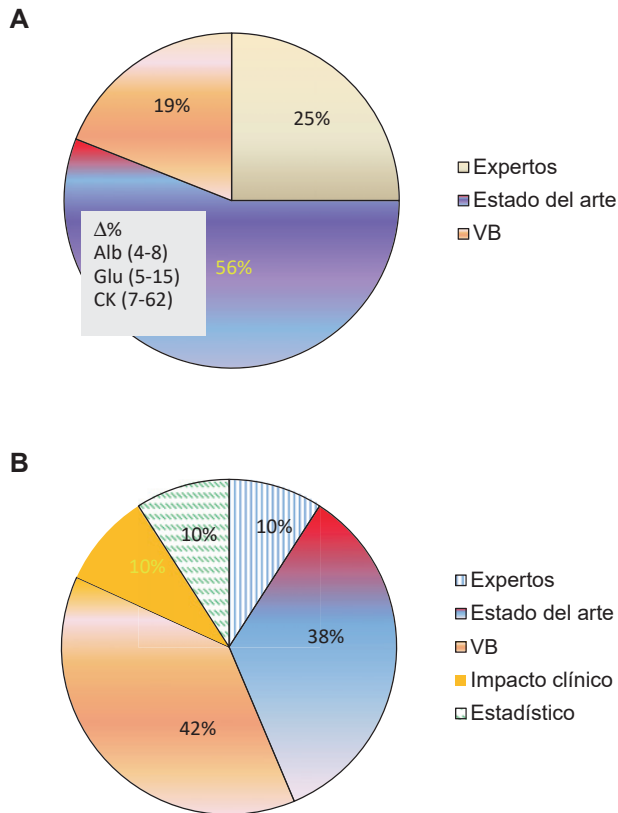 A
19%
25%
Expertos
Estado del arte
VB
Δ%
Alb (4-8)
Glu (5-15)
CK (7-62)
56%
B
10%
10%
10%
38%
42%
Expertos
Estado del arte
VB
Impacto clínico
Estadístico